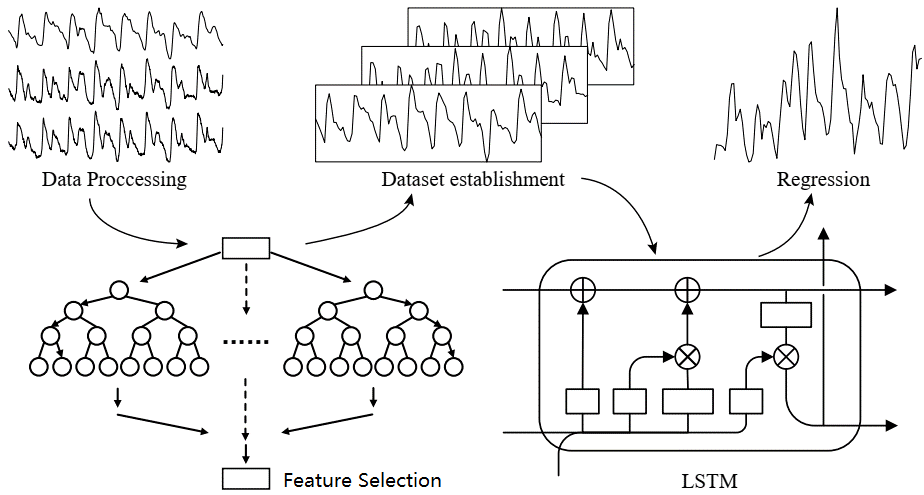 Data Proccessing
Dataset establishment
Regression
Feature Selection
LSTM